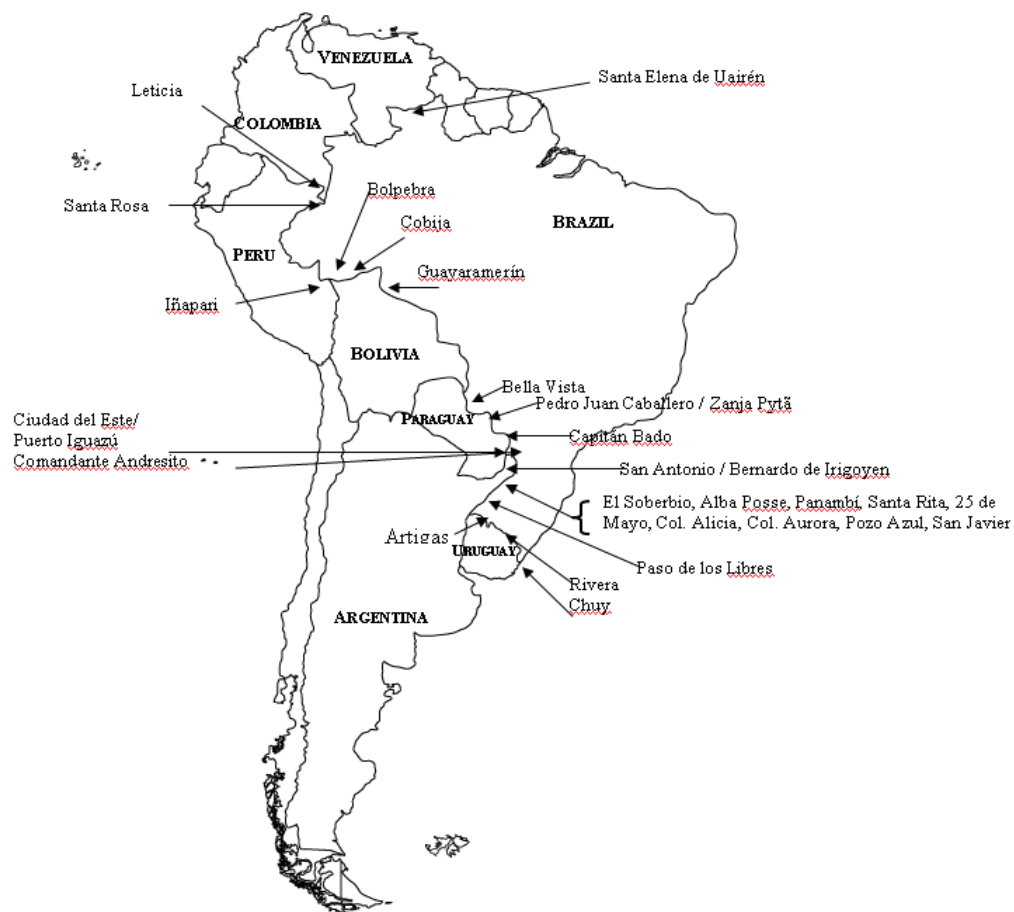 VENEZUELA
Santa Elena de Uairén
Leticia
COLOMBIA
Bolpebra
Santa Rosa
Cobija
BRAZIL
PERU
Guayaramerín
Iñapari
BOLIVIA
Bella Vista
Pedro Juan Caballero / Zanja Pytã
Ciudad del Este/
PARAGUAY
Puerto Iguazú
Capitán Bado
Comandante Andresito
San Antonio / Bernardo de Irigoyen
El Soberbio, Alba Posse, Panambí, Santa Rita, 25 de
Mayo, Col. Alicia, Col. Aurora, Pozo Azul, San Javier
Artigas
URUGUAY
Paso de los Libres
Rivera
Chuy
ARGENTINA